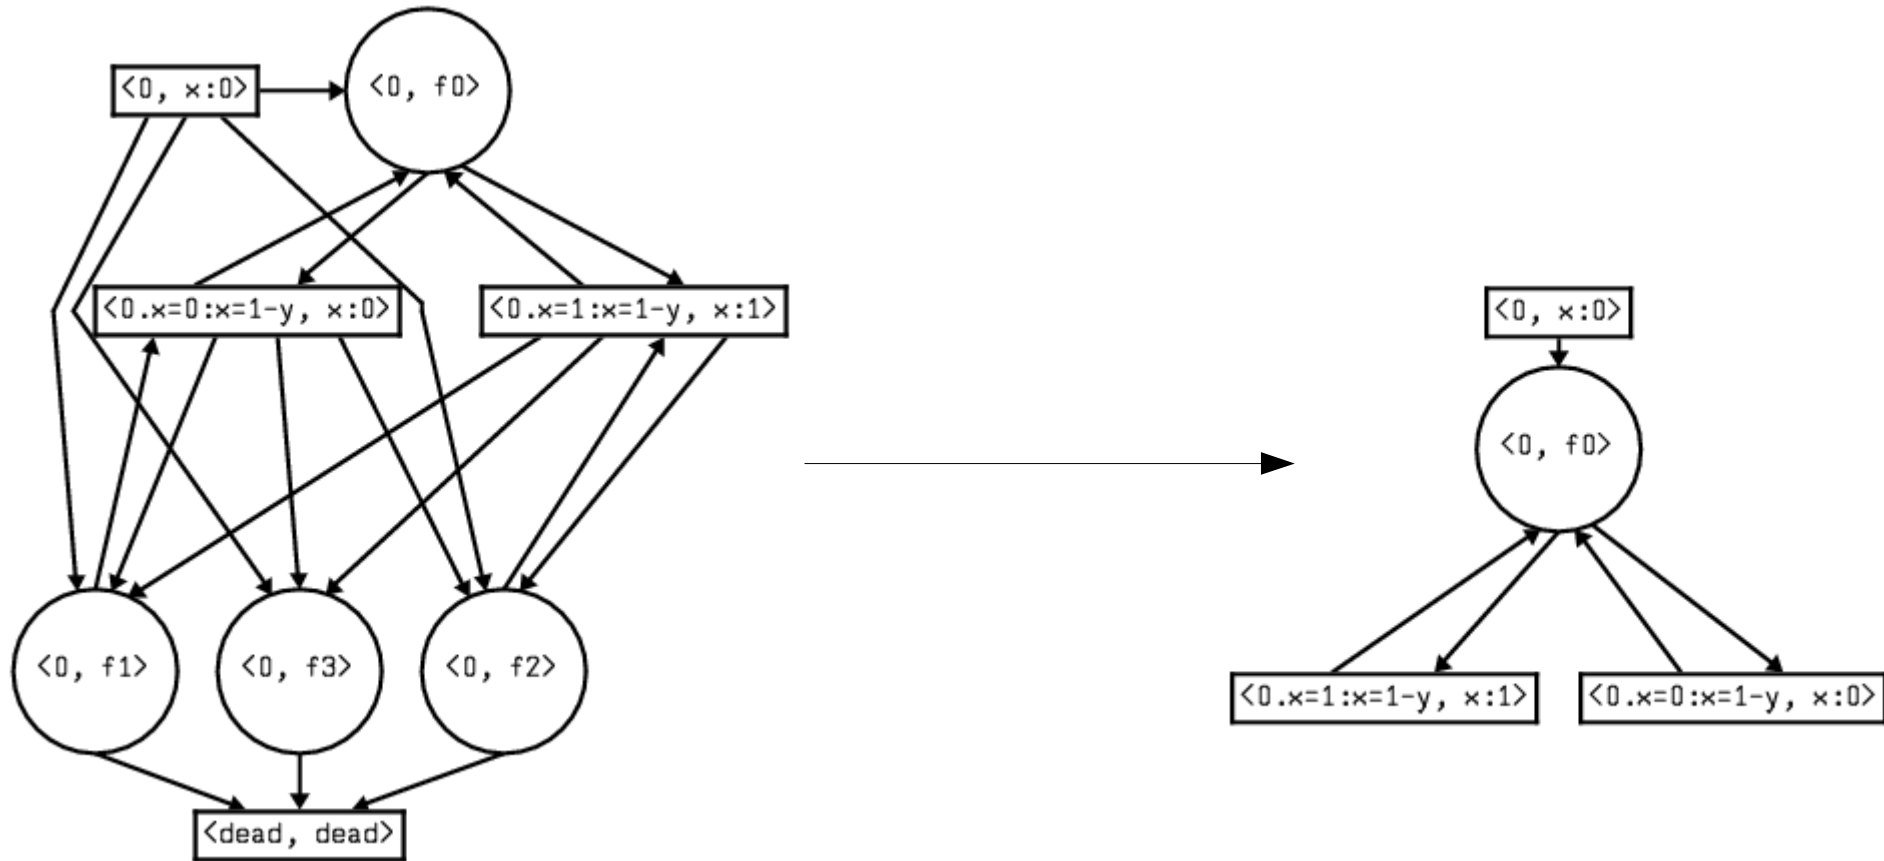 <0, x:0>
<0, f0>
<0.x=0:x=1-y, x:0>
<0.x=1:x=1-y, x:1>
<0, f1>
<0, f3>
<0, f2>
<dead, dead>
<0, x:0>
<0, f0>
<0.x=1:x=1-y, x:1>
<0.x=0:x=1-y, x:0>